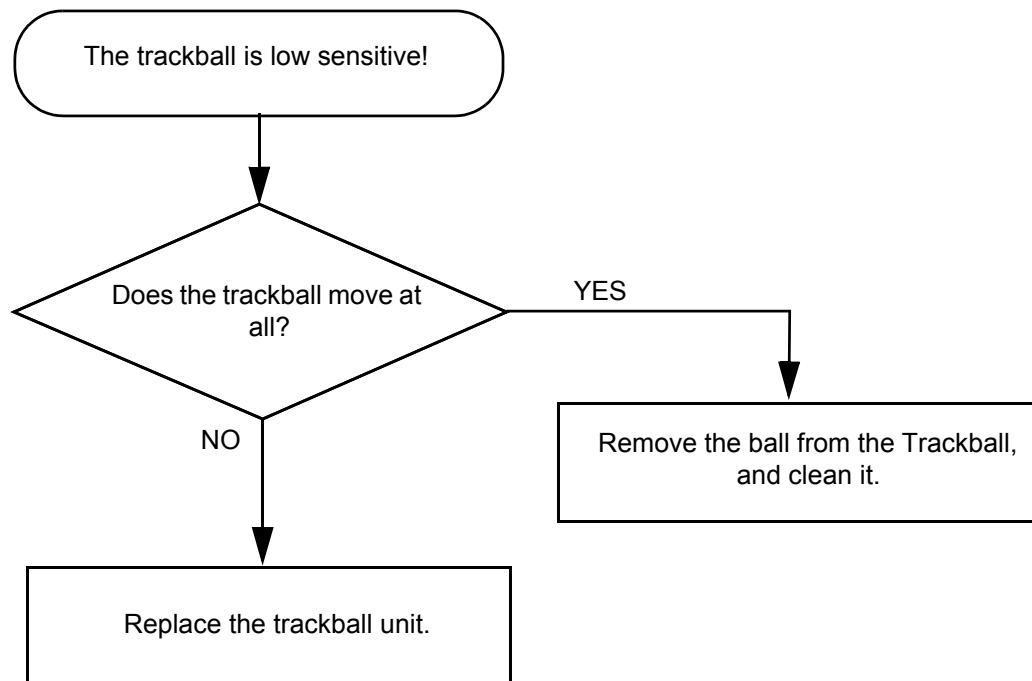 The trackball is low sensitive!
Does the trackball move at
all?
YES
NO
Remove the ball from the Trackball,
and clean it.
Replace the trackball unit.